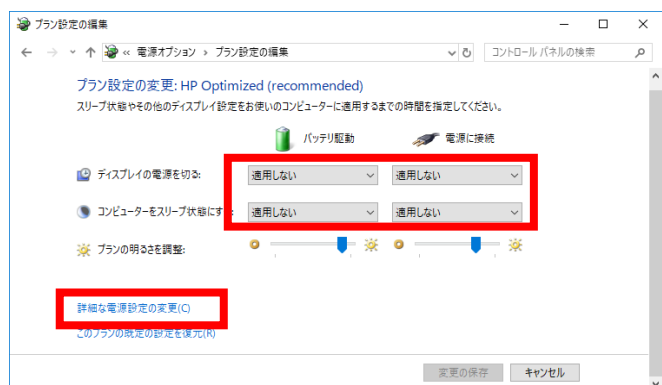 プラン設定の編集
« 電源オプション › プラン設定の編集
コントロール パネルの検索
プラン設定の変更: HP Optimized (recommended)
スリープ状態やその他のディスプレイ設定をお使いのコンピューターに適用するまでの時間を指定してください。
バッテリ駆動 電源に接続
ディスプレイの電源を切る: 適用しない 適用しない
コンピューターをスリープ状態にす 適用しない 適用しない
プランの明るさを調整:
詳細な電源設定の変更(C)
このプランの既定の設定を復元(R)
変更の保存 キャンセル